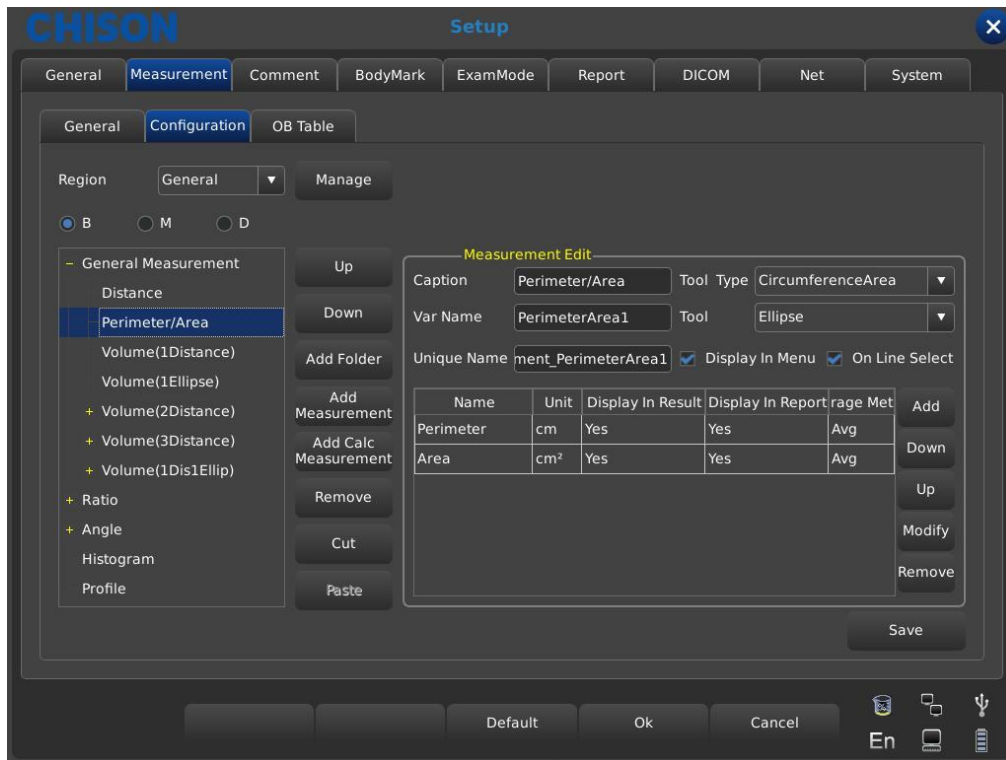 CHISON
Setup
General Measurement Comment BodyMark ExamMode Report DICOM Net System
General Configuration OB Table
Region General Manage
B M D
− General Measurement
Distance
Perimeter/Area
Volume(1Distance)
Volume(1Ellipse)
+ Volume(2Distance)
+ Volume(3Distance)
+ Volume(1Dis1Ellip)
+ Ratio
+ Angle
Histogram
Profile
Up
Down
Add Folder
Add
Measurement
Add Calc
Measurement
Remove
Cut
Paste
Measurement Edit
Caption Perimeter/Area Tool Type CircumferenceArea
Var Name PerimeterArea1 Tool Ellipse
Unique Name ment_PerimeterArea1 Display In Menu On Line Select
Name Unit Display In Result Display In Report rage Met
Perimeter cm Yes Yes Avg
Area cm² Yes Yes Avg
Add
Down
Up
Modify
Remove
Save
Default Ok Cancel
En